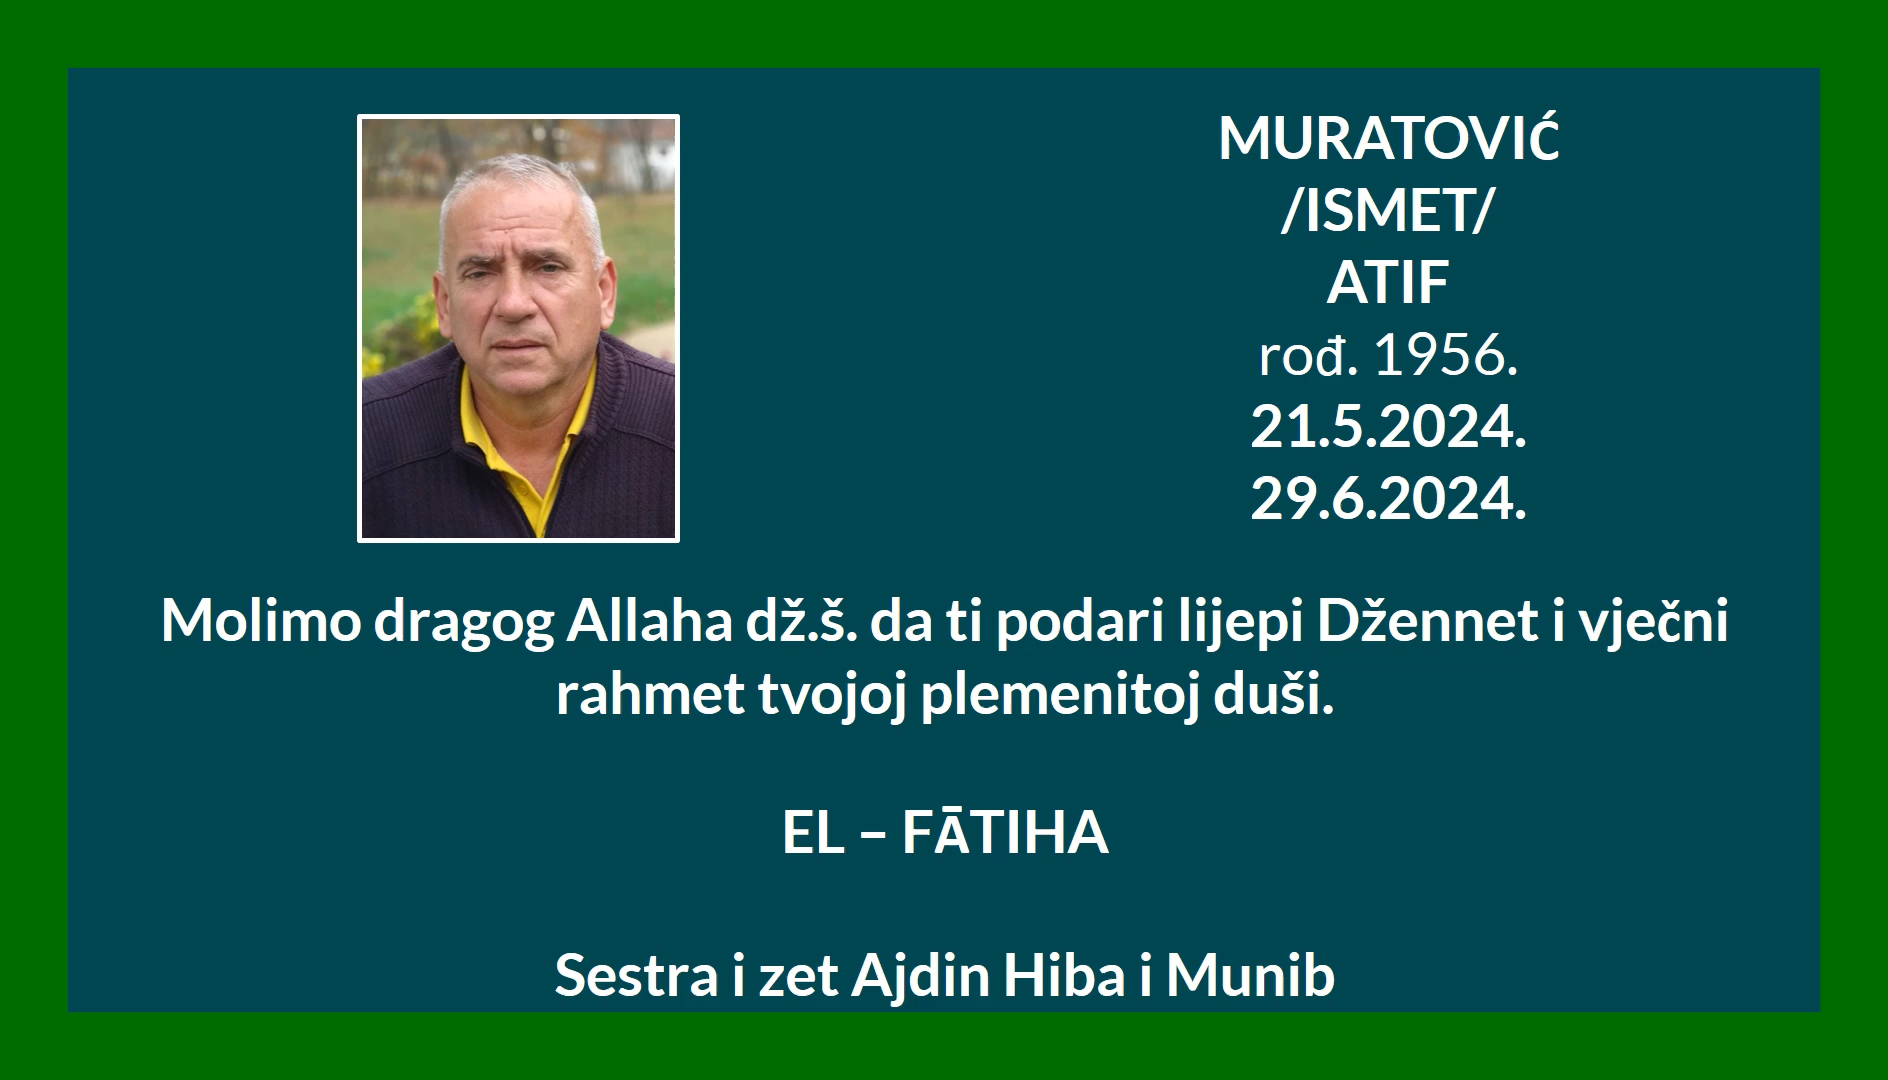 MURATOVIĆ
/ISMET/
ATIF
rođ. 1956.
21.5.2024.
29.6.2024.
Molimo dragog Allaha dž.š. da ti podari lijepi Džennet i vječni
rahmet tvojoj plemenitoj duši.
EL – FĀTIHA
Sestra i zet Ajdin Hiba i Munib